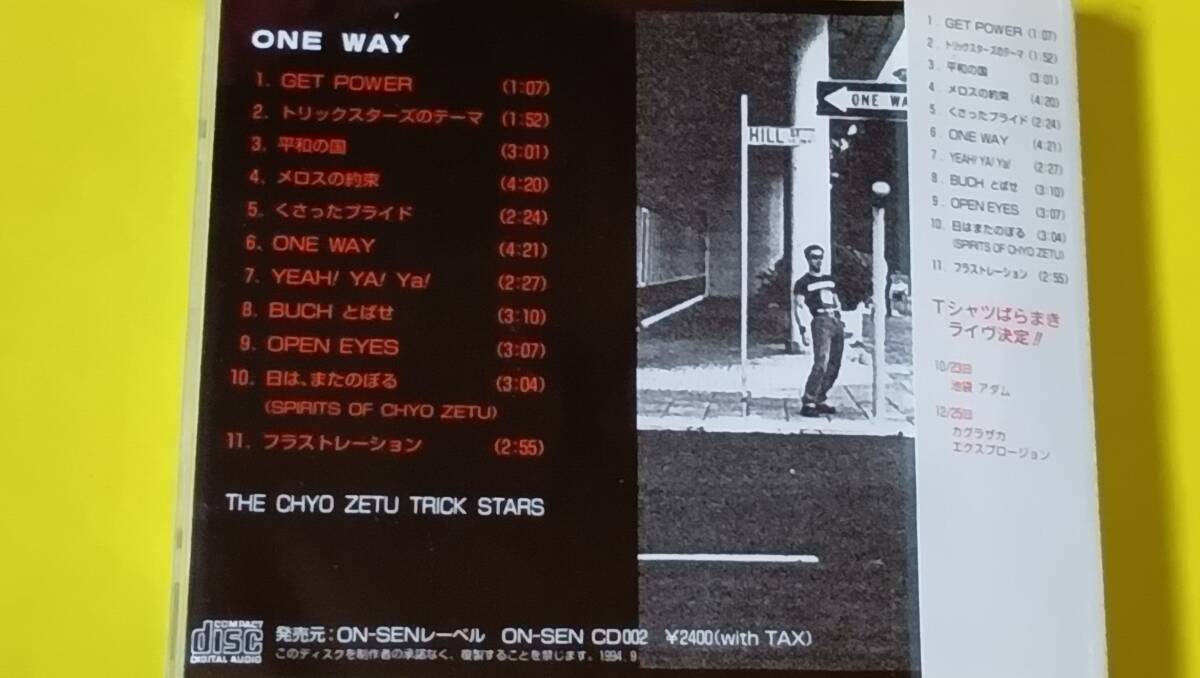 ONE WAY
1. GET POWER (1:07)
2. トリックスターズのテーマ (1:52)
3. 平和の国 (3:01)
4. メロスの約束 (4:20)
5. くさったプライド (2:24)
6. ONE WAY (4:21)
7. YEAH! YA! Ya! (2:27)
8. BUCH とばせ (3:10)
9. OPEN EYES (3:07)
10. 日は、またのぼる (3:04)
(SPIRITS OF CHYO ZETU)
11. フラストレーション (2:55)
THE CHYO ZETU TRICK STARS
COMPACT
disc
DIGITAL AUDIO
発売元:ON-SENレーベル ON-SEN CD002 ¥2400(with TAX)
このディスクを制作者の承諾なく、複製することを禁じます。1994. 9
HILL
ONE WA
1. GET POWER (1:07)
2. トリックスターズのテーマ (1:52)
3. 平和の国 (3:01)
4. メロスの約束 (4:20)
5. くさったプライド (2:24)
6. ONE WAY (4:21)
7. YEAH! YA! Ya! (2:27)
8. BUCH とばせ (3:10)
9. OPEN EYES (3:07)
10. 日はまたのぼる (3:04)
(SPIRITS OF CHYO ZETU)
11. フラストレーション (2:55)
Tシャツばらまき
ライヴ決定!!
10/23㊐
池袋 アダム
12/25㊐
カグラザカ
エクスプロージョン